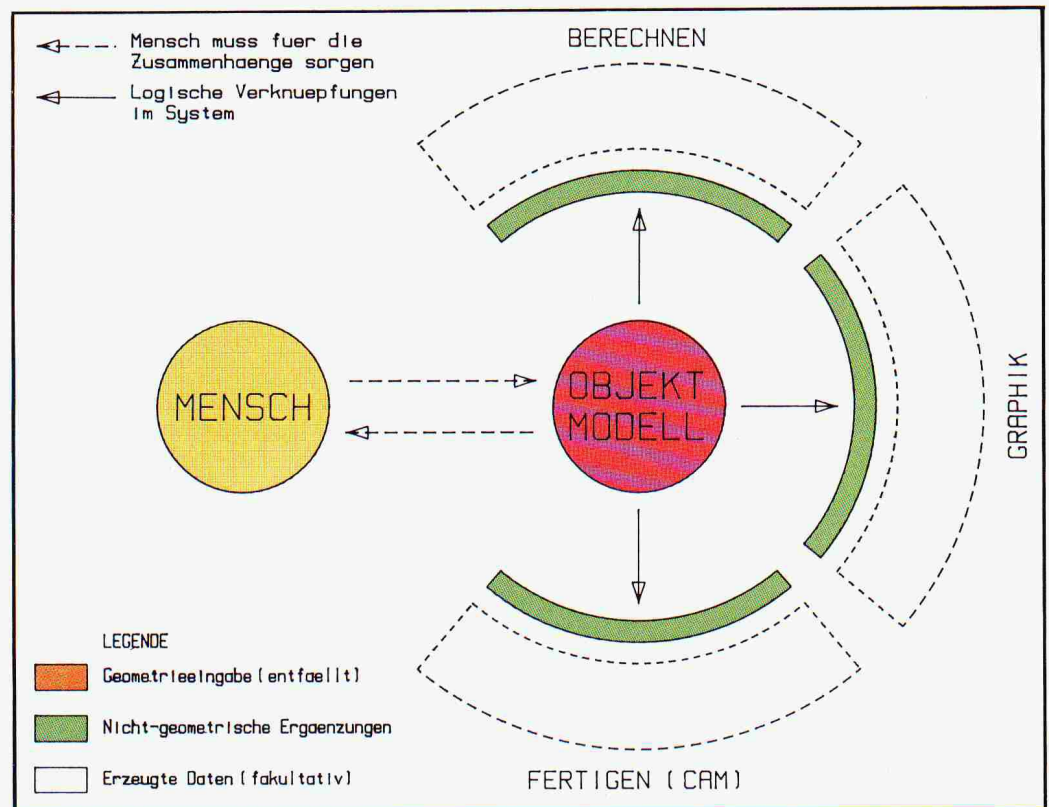 Mensch muss fuer die
Zusammenhaenge sorgen
Logische Verknuepfungen
im System
BERECHNEN
MENSCH
OBJEKT
MODELL
GRAPHIK
LEGENDE
Geometrieeingabe (entfaellt)
Nicht-geometrische Ergaenzungen
Erzeugte Daten (fakultativ)
FERTIGEN (CAM)